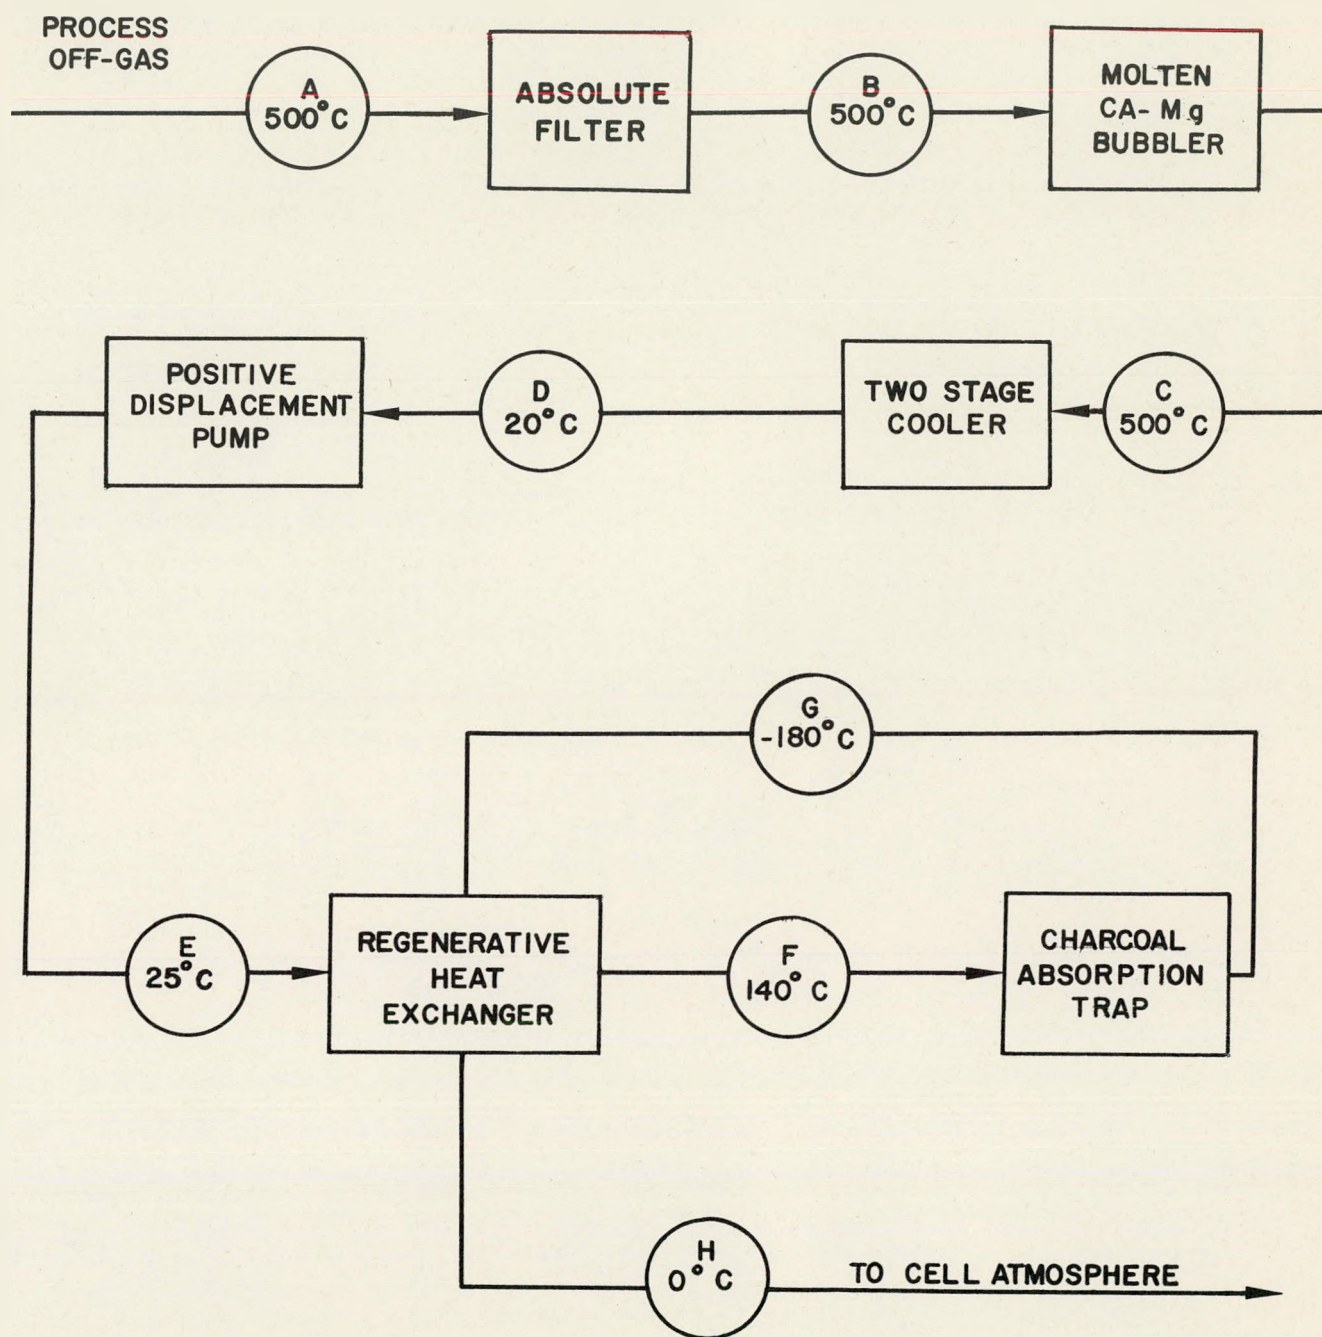 PROCESS
OFF-GAS
A
500°C
ABSOLUTE
FILTER
B
500°C
MOLTEN
CA-Mg
BUBBLER
POSITIVE
DISPLACEMENT
PUMP
D
20°C
TWO STAGE
COOLER
C
500°C
G
-180°C
E
25°C
REGENERATIVE
HEAT
EXCHANGER
F
140°C
CHARCOAL
ABSORPTION
TRAP
H
0°C
TO CELL ATMOSPHERE